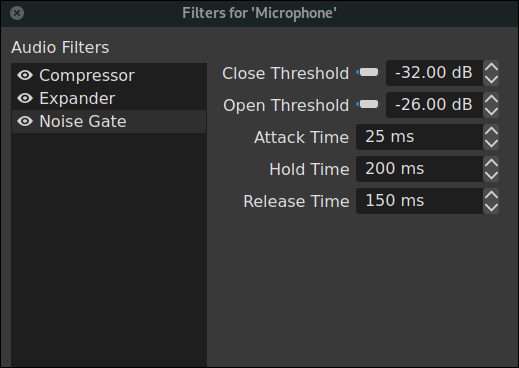 Filters for 'Microphone'
Audio Filters
Compressor
Expander
Noise Gate
Close Threshold -32.00 dB
Open Threshold -26.00 dB
Attack Time 25 ms
Hold Time 200 ms
Release Time 150 ms